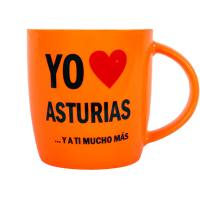 YO ❤
ASTURIAS
...Y A TI MUCHO MÁS